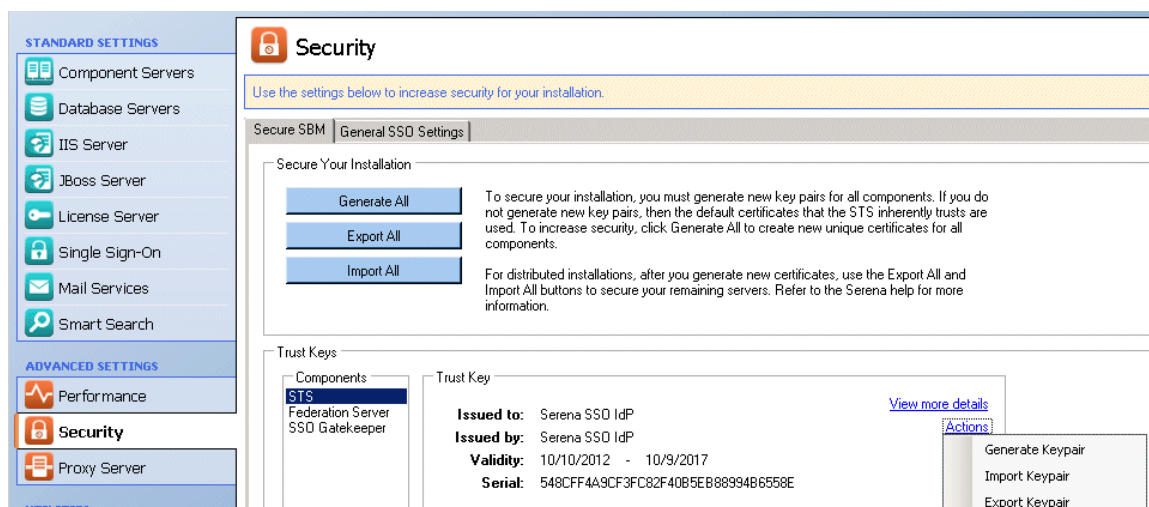 STANDARD SETTINGS
Component Servers
Database Servers
IIS Server
JBoss Server
License Server
Single Sign-On
Mail Services
Smart Search
ADVANCED SETTINGS
Performance
Security
Proxy Server
Security
Use the settings below to increase security for your installation.
Secure SBM
General SSO Settings
Secure Your Installation
Generate All
Export All
Import All
To secure your installation, you must generate new key pairs for all components. If you do
not generate new key pairs, then the default certificates that the STS inherently trusts are
used. To increase security, click Generate All to create new unique certificates for all
components.
For distributed installations, after you generate new certificates, use the Export All and
Import All buttons to secure your remaining servers. Refer to the Serena help for more
information.
Trust Keys
Components
STS
Federation Server
SSO Gatekeeper
Trust Key
Issued to: Serena SSO IdP
Issued by: Serena SSO IdP
Validity: 10/10/2012 - 10/9/2017
Serial: 548CFF4A9CF3FC82F40B5EB88994B6558E
View more details
Actions
Generate Keypair
Import Keypair
Export Keypair